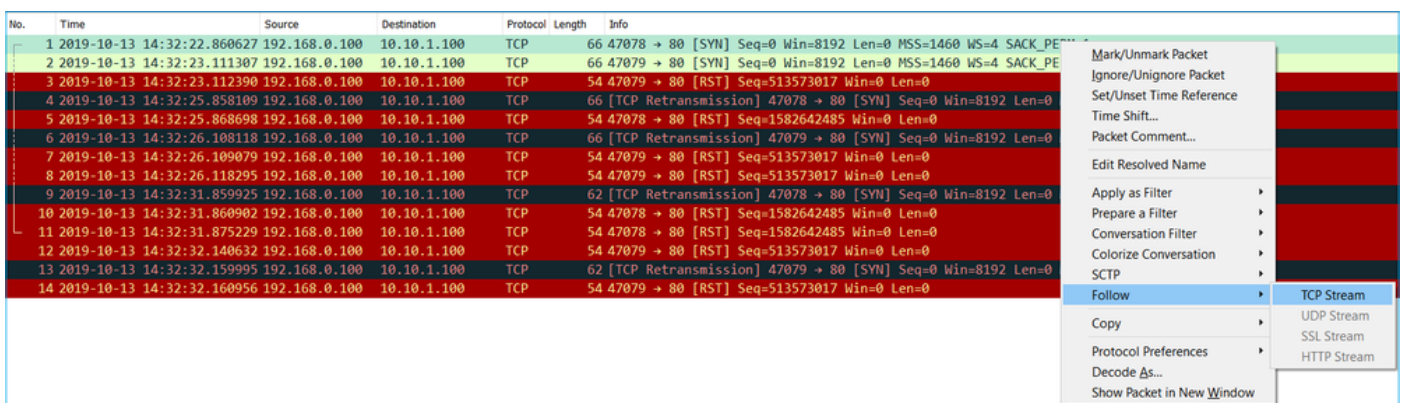 No. Time Source Destination Protocol Length Info
1 2019-10-13 14:32:22.860627 192.168.0.100 10.10.1.100 TCP 66 47078 → 80 [SYN] Seq=0 Win=8192 Len=0 MSS=1460 WS=4 SACK_PERM=1
2 2019-10-13 14:32:23.111307 192.168.0.100 10.10.1.100 TCP 66 47079 → 80 [SYN] Seq=0 Win=8192 Len=0 MSS=1460 WS=4 SACK_PE
3 2019-10-13 14:32:23.112390 192.168.0.100 10.10.1.100 TCP 54 47079 → 80 [RST] Seq=513573017 Win=0 Len=0
4 2019-10-13 14:32:25.858109 192.168.0.100 10.10.1.100 TCP 66 [TCP Retransmission] 47078 → 80 [SYN] Seq=0 Win=8192 Len=0
5 2019-10-13 14:32:25.868698 192.168.0.100 10.10.1.100 TCP 54 47078 → 80 [RST] Seq=1582642485 Win=0 Len=0
6 2019-10-13 14:32:26.108118 192.168.0.100 10.10.1.100 TCP 66 [TCP Retransmission] 47079 → 80 [SYN] Seq=0 Win=8192 Len=0
7 2019-10-13 14:32:26.109079 192.168.0.100 10.10.1.100 TCP 54 47079 → 80 [RST] Seq=513573017 Win=0 Len=0
8 2019-10-13 14:32:26.118295 192.168.0.100 10.10.1.100 TCP 54 47079 → 80 [RST] Seq=513573017 Win=0 Len=0
9 2019-10-13 14:32:31.859925 192.168.0.100 10.10.1.100 TCP 62 [TCP Retransmission] 47078 → 80 [SYN] Seq=0 Win=8192 Len=0
10 2019-10-13 14:32:31.860902 192.168.0.100 10.10.1.100 TCP 54 47078 → 80 [RST] Seq=1582642485 Win=0 Len=0
11 2019-10-13 14:32:31.875229 192.168.0.100 10.10.1.100 TCP 54 47078 → 80 [RST] Seq=1582642485 Win=0 Len=0
12 2019-10-13 14:32:32.140632 192.168.0.100 10.10.1.100 TCP 54 47079 → 80 [RST] Seq=513573017 Win=0 Len=0
13 2019-10-13 14:32:32.159995 192.168.0.100 10.10.1.100 TCP 62 [TCP Retransmission] 47079 → 80 [SYN] Seq=0 Win=8192 Len=0
14 2019-10-13 14:32:32.160956 192.168.0.100 10.10.1.100 TCP 54 47079 → 80 [RST] Seq=513573017 Win=0 Len=0
Mark/Unmark Packet
Ignore/Unignore Packet
Set/Unset Time Reference
Time Shift...
Packet Comment...
Edit Resolved Name
Apply as Filter
Prepare a Filter
Conversation Filter
Colorize Conversation
SCTP
Follow
Copy
Protocol Preferences
Decode As...
Show Packet in New Window
TCP Stream
UDP Stream
SSL Stream
HTTP Stream